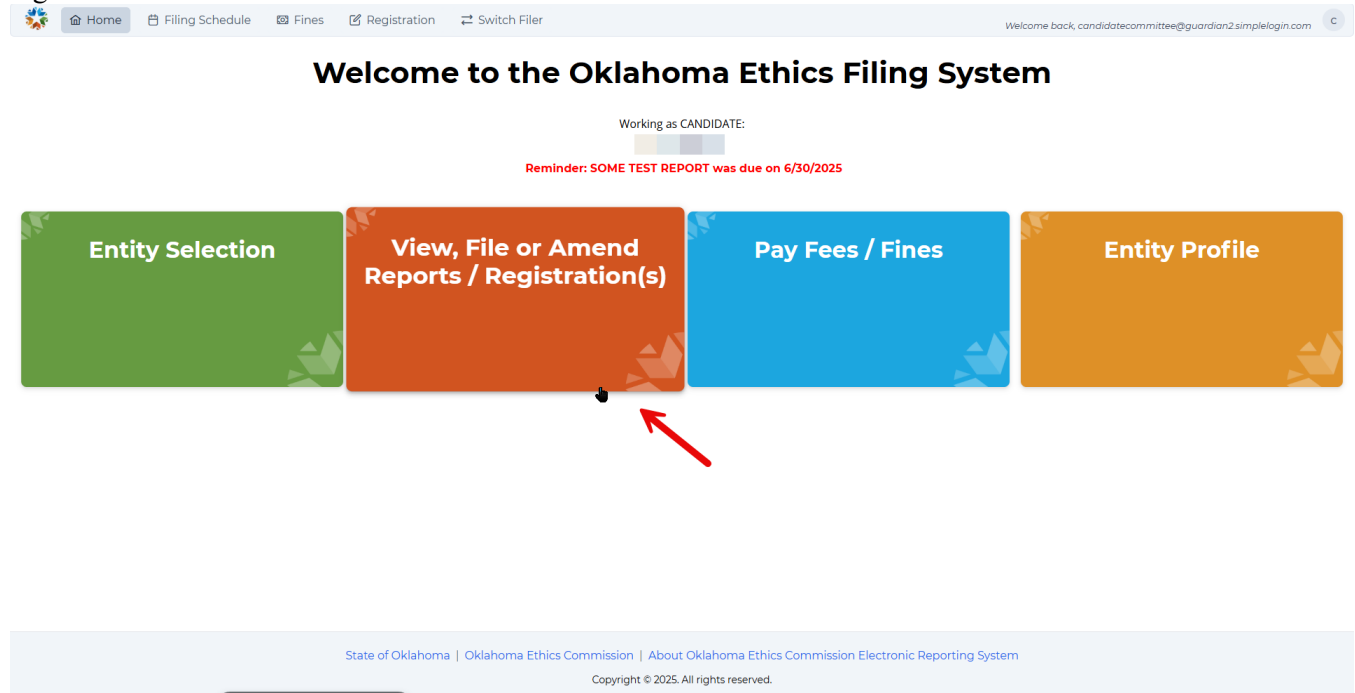 Home Filing Schedule Fines Registration Switch Filer Welcome back, candidatecommittee@guardian2.simplelogin.com C
Welcome to the Oklahoma Ethics Filing System
Working as CANDIDATE:
Reminder: SOME TEST REPORT was due on 6/30/2025
Entity Selection
View, File or Amend
Reports / Registration(s)
Pay Fees / Fines
Entity Profile
State of Oklahoma | Oklahoma Ethics Commission | About Oklahoma Ethics Commission Electronic Reporting System
Copyright © 2025. All rights reserved.